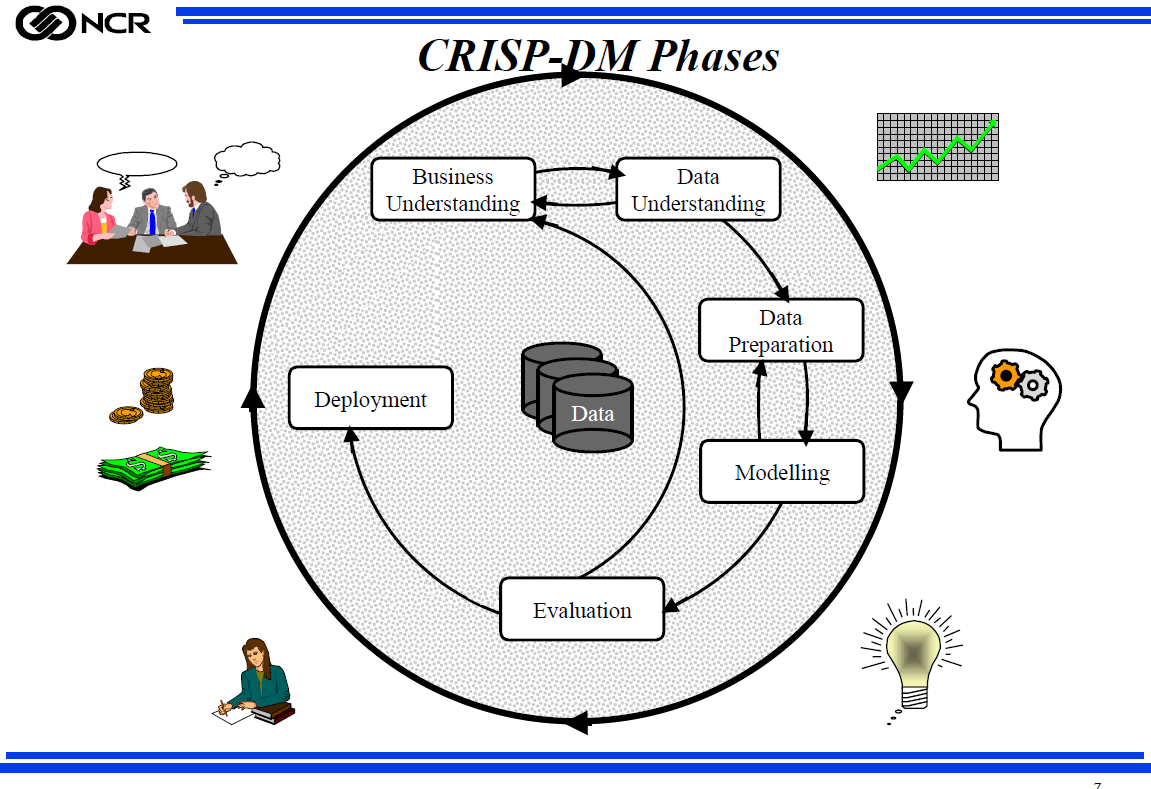 NCR
CRISP-DM Phases
Business
Understanding
Data
Understanding
Data
Preparation
Deployment
Data
Modelling
Evaluation
7